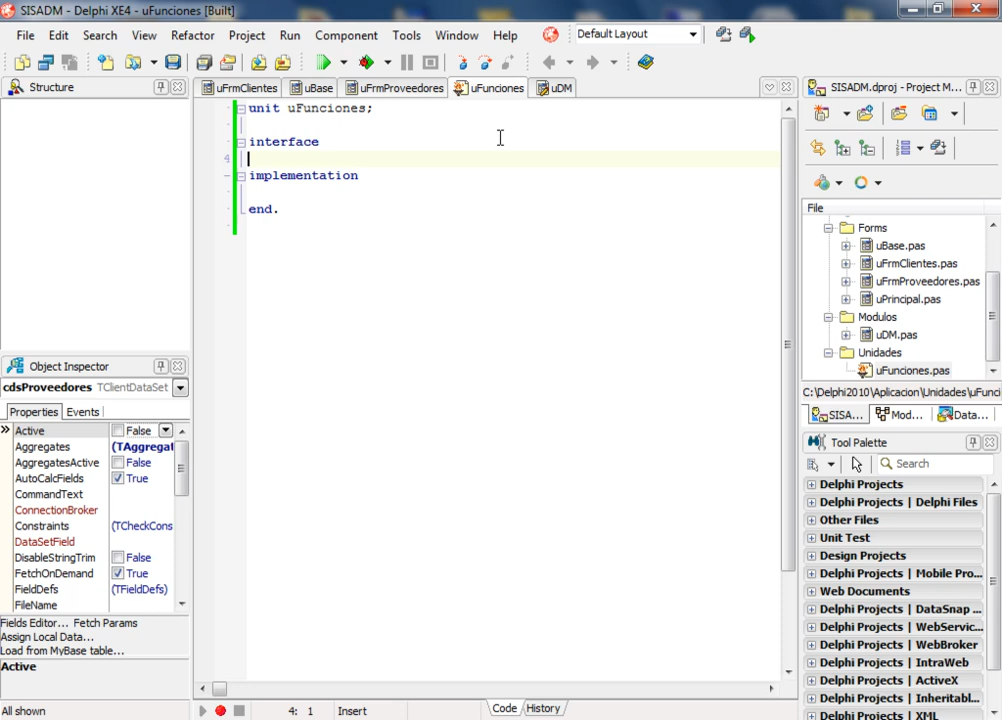 SISADM - Delphi XE4 - uFunciones [Built]
File Edit Search View Refactor Project Run Component Tools Window Help Default Layout
Structure
uFrmClientes uBase uFrmProveedores uFunciones uDM
SISADM.dproj - Project M...
unit uFunciones;
interface
4
implementation
end.
File
Forms
uBase.pas
uFrmClientes.pas
uFrmProveedores.pas
uPrincipal.pas
Modulos
uDM.pas
Unidades
uFunciones.pas
C:\Delphi2010\Aplicacion\Unidades\uFunci
SISA... Mod... Data...
Object Inspector
cdsProveedores TClientDataSet
Properties Events
Active False
Aggregates (TAggregat
AggregatesActive False
AutoCalcFields True
CommandText
ConnectionBroker
Constraints (TCheckCons
DataSetField
DisableStringTrim False
FetchOnDemand True
FieldDefs (TFieldDefs)
FileName
Fields Editor... Fetch Params
Assign Local Data...
Load from MyBase table...
Active
All shown
Tool Palette
Search
Delphi Projects
Delphi Projects | Delphi Files
Other Files
Unit Test
Design Projects
Delphi Projects | Mobile Pro...
Web Documents
Delphi Projects | DataSnap ...
Delphi Projects | WebServic...
Delphi Projects | WebBroker
Delphi Projects | IntraWeb
Delphi Projects | ActiveX
Delphi Projects | Inheritabl...
Delphi Projects | XML
4: 1 Insert Code History